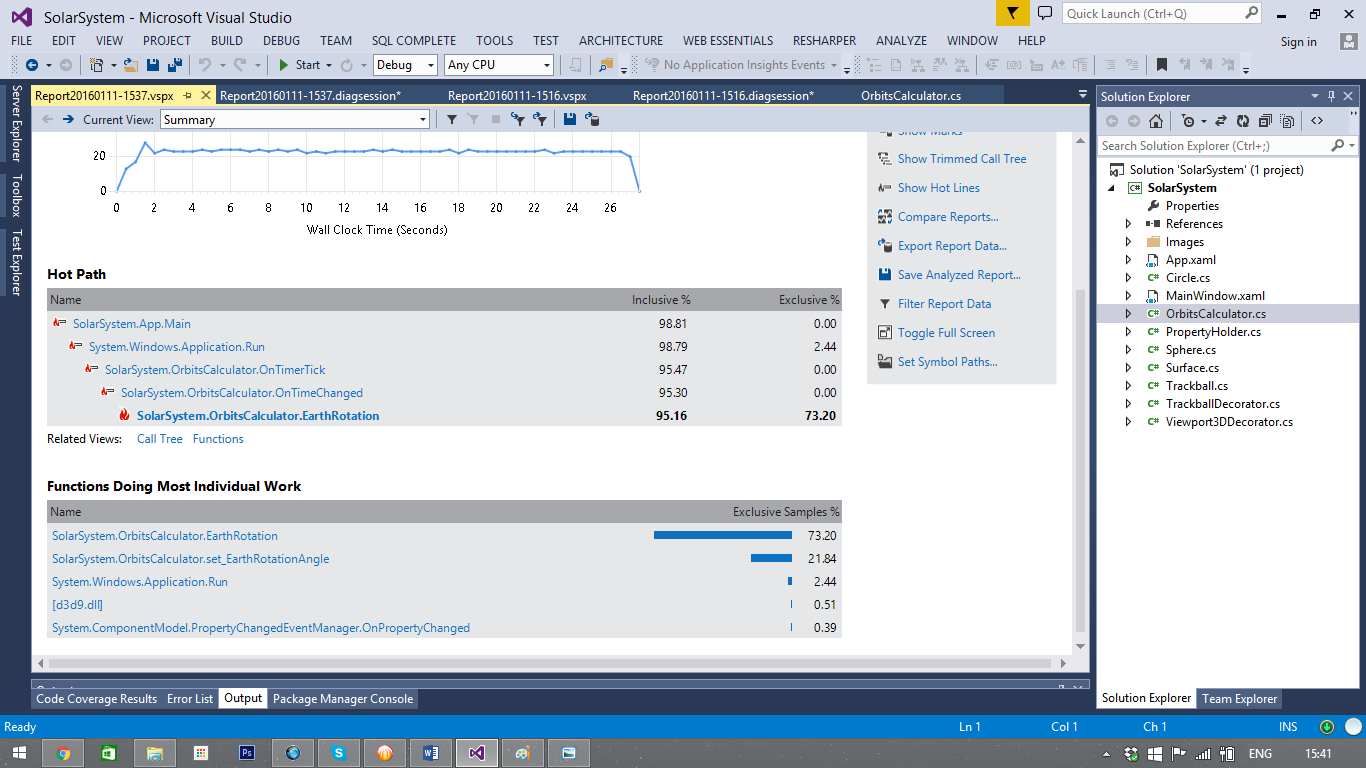 SolarSystem - Microsoft Visual Studio
Quick Launch (Ctrl+Q)
FILE EDIT VIEW PROJECT BUILD DEBUG TEAM SQL COMPLETE TOOLS TEST ARCHITECTURE WEB ESSENTIALS RESHARPER ANALYZE WINDOW HELP
Sign in
Start Debug Any CPU No Application Insights Events
Server Explorer
Toolbox
Test Explorer
Report20160111-1537.vspx Report20160111-1537.diagsession* Report20160111-1516.vspx Report20160111-1516.diagsession* OrbitsCalculator.cs
Current View: Summary
20
0
0 2 4 6 8 10 12 14 16 18 20 22 24 26
Wall Clock Time (Seconds)
Show Marks
Show Trimmed Call Tree
Show Hot Lines
Compare Reports...
Export Report Data...
Save Analyzed Report...
Filter Report Data
Toggle Full Screen
Set Symbol Paths...
Hot Path
Name Inclusive % Exclusive %
SolarSystem.App.Main 98.81 0.00
System.Windows.Application.Run 98.79 2.44
SolarSystem.OrbitsCalculator.OnTimerTick 95.47 0.00
SolarSystem.OrbitsCalculator.OnTimeChanged 95.30 0.00
SolarSystem.OrbitsCalculator.EarthRotation 95.16 73.20
Related Views: Call Tree Functions
Functions Doing Most Individual Work
Name Exclusive Samples %
SolarSystem.OrbitsCalculator.EarthRotation 73.20
SolarSystem.OrbitsCalculator.set_EarthRotationAngle 21.84
System.Windows.Application.Run 2.44
[d3d9.dll] 0.51
System.ComponentModel.PropertyChangedEventManager.OnPropertyChanged 0.39
Solution Explorer
Search Solution Explorer (Ctrl+;)
Solution 'SolarSystem' (1 project)
C# SolarSystem
Properties
References
Images
App.xaml
C# Circle.cs
MainWindow.xaml
C# OrbitsCalculator.cs
C# PropertyHolder.cs
C# Sphere.cs
C# Surface.cs
C# Trackball.cs
C# TrackballDecorator.cs
C# Viewport3DDecorator.cs
Code Coverage Results Error List Output Package Manager Console
Solution Explorer Team Explorer
Ready Ln 1 Col 1 Ch 1 INS
Ps
ENG 15:41